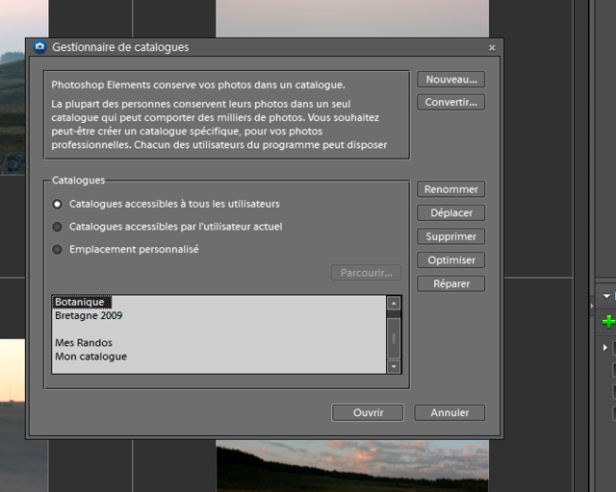 Gestionnaire de catalogues
Photoshop Elements conserve vos photos dans un catalogue.
La plupart des personnes conservent leurs photos dans un seul
catalogue qui peut comporter des milliers de photos. Vous souhaitez
peut-être créer un catalogue spécifique, pour vos photos
professionnelles. Chacun des utilisateurs du programme peut disposer
Nouveau...
Convertir...
Catalogues
Catalogues accessibles à tous les utilisateurs
Catalogues accessibles par l'utilisateur actuel
Emplacement personnalisé
Parcourir...
Renommer
Déplacer
Supprimer
Optimiser
Réparer
Botanique
Bretagne 2009
Mes Randos
Mon catalogue
Ouvrir
Annuler